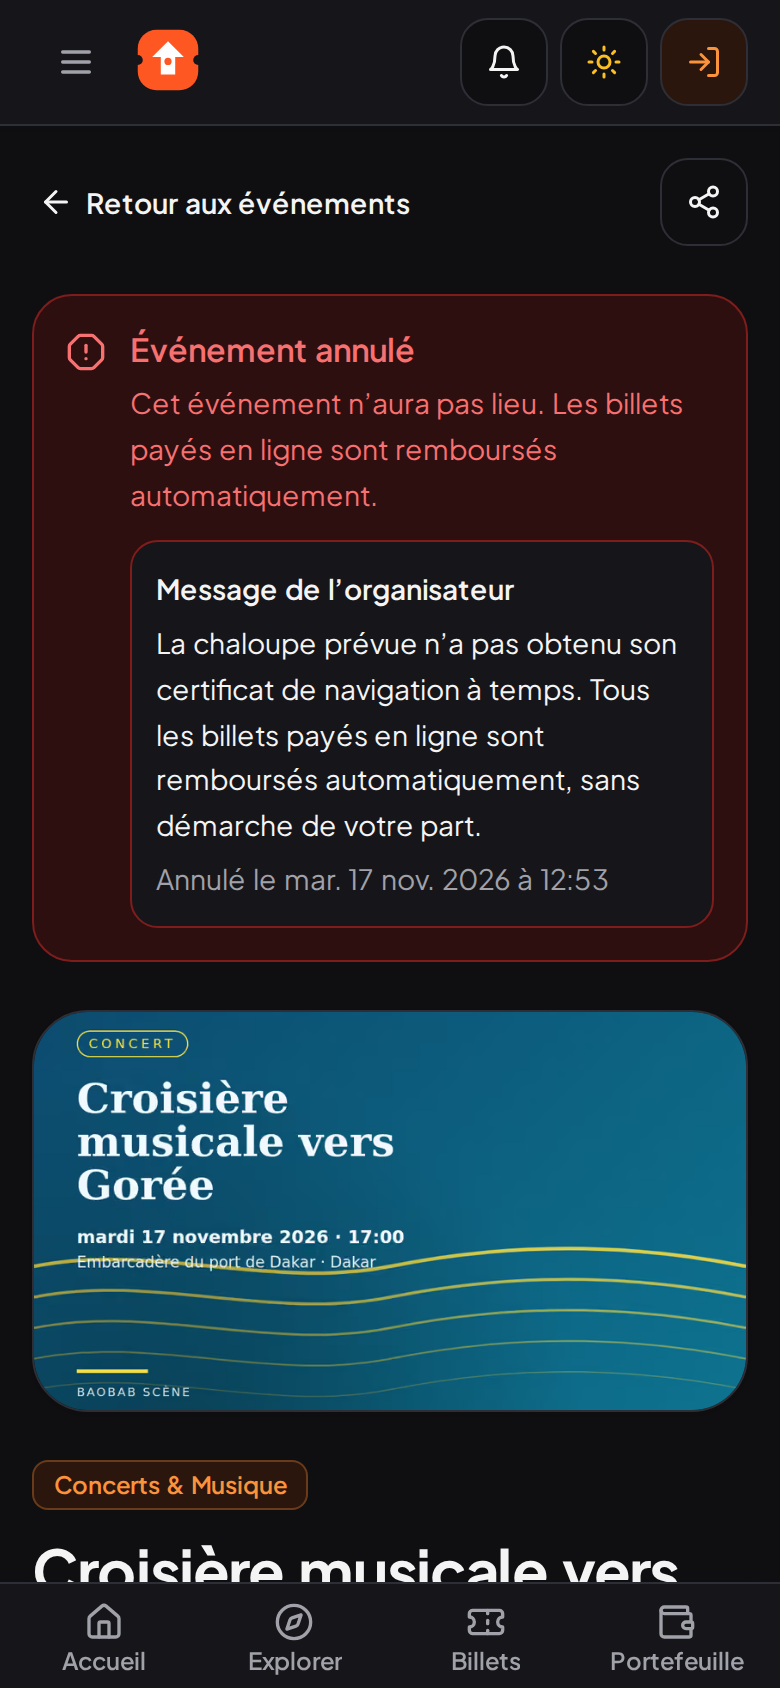 Retour aux événements
Événement annulé
Cet événement n’aura pas lieu. Les billets
payés en ligne sont remboursés
automatiquement.
Message de l’organisateur
La chaloupe prévue n’a pas obtenu son
certificat de navigation à temps. Tous
les billets payés en ligne sont
remboursés automatiquement, sans
démarche de votre part.
Annulé le mar. 17 nov. 2026 à 12:53
CONCERT
Croisière
musicale vers
Gorée
mardi 17 novembre 2026 · 17:00
Embarcadère du port de Dakar · Dakar
BAOBAB SCÈNE
Concerts & Musique
Croisière musicale vers
Accueil
Explorer
Billets
Portefeuille